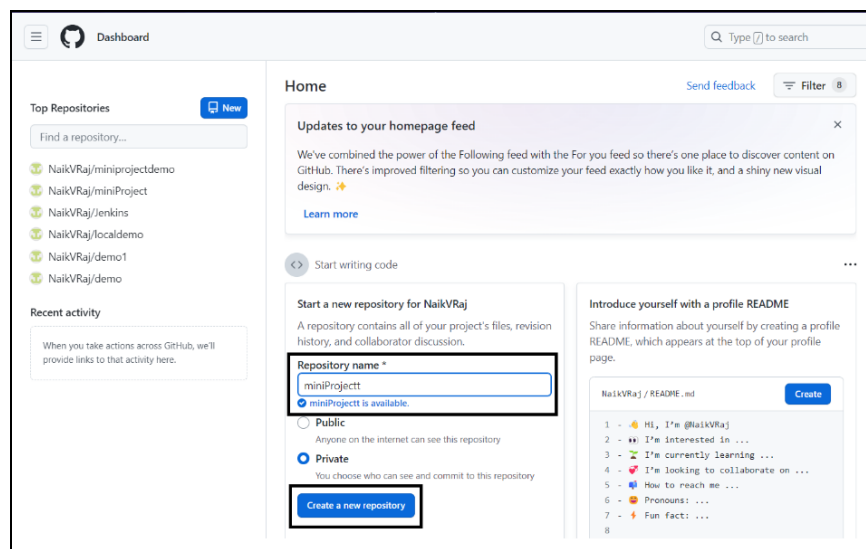 Dashboard
Type / to search
Top Repositories
New
Find a repository...
NaikVRaj/miniprojectdemo
NaikVRaj/miniProject
NaikVRaj/Jenkins
NaikVRaj/localdemo
NaikVRaj/demo1
NaikVRaj/demo
Recent activity
When you take actions across GitHub, we'll
provide links to that activity here.
Home
Send feedback
Filter 8
Updates to your homepage feed
We've combined the power of the Following feed with the For you feed so there's one place to discover content on
GitHub. There's improved filtering so you can customize your feed exactly how you like it, and a shiny new visual
design. ✨
Learn more
Start writing code
Start a new repository for NaikVRaj
A repository contains all of your project's files, revision
history, and collaborator discussion.
Repository name *
miniProjectt
miniProjectt is available.
Public
Anyone on the internet can see this repository
Private
You choose who can see and commit to this repository
Create a new repository
Introduce yourself with a profile README
Share information about yourself by creating a profile
README, which appears at the top of your profile
page.
NaikVRaj/README.md
Create
1 - 👋 Hi, I'm @NaikVRaj
2 - 👀 I'm interested in ...
3 - 🌱 I'm currently learning ...
4 - 💞️ I'm looking to collaborate on ...
5 - 📫 How to reach me ...
6 - 😄 Pronouns: ...
7 - ⚡ Fun fact: ...
8